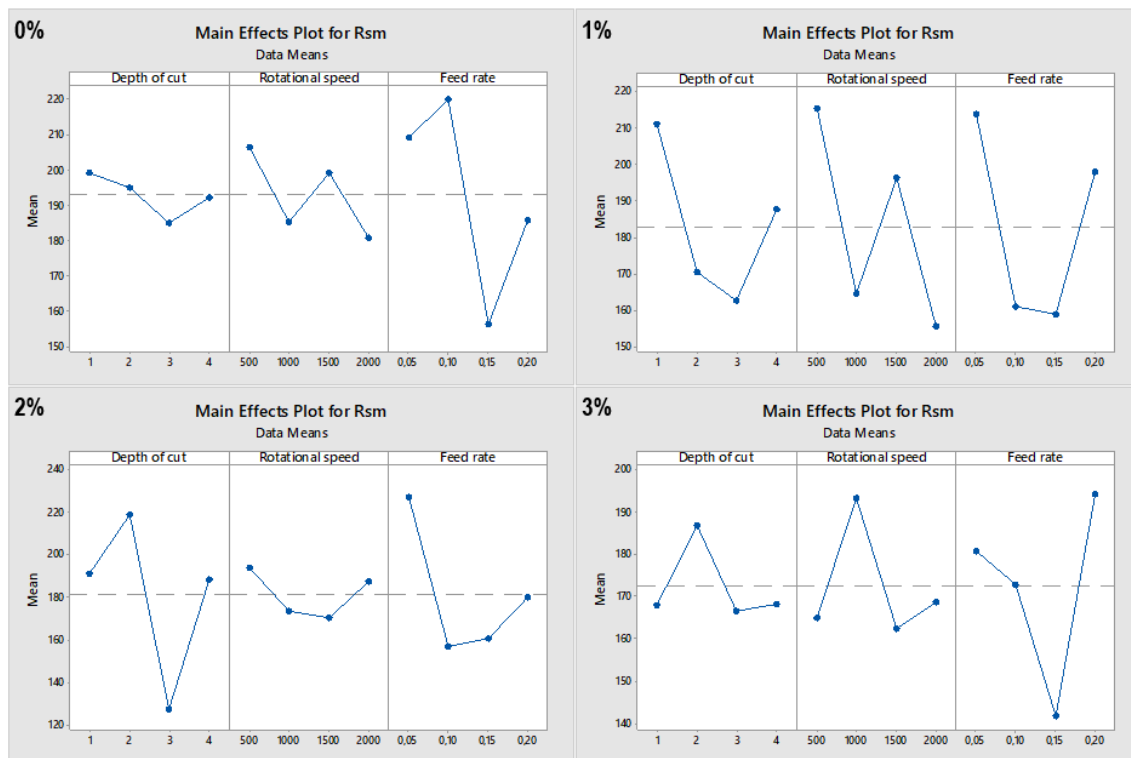 0%
Main Effects Plot for Rsm
Data Means
Depth of cut Rotational speed Feed rate
Mean
220
210
200
190
180
170
160
150
1 2 3 4 500 1000 1500 2000 0,05 0,10 0,15 0,20
1%
Main Effects Plot for Rsm
Data Means
Depth of cut Rotational speed Feed rate
Mean
220
210
200
190
180
170
160
150
1 2 3 4 500 1000 1500 2000 0,05 0,10 0,15 0,20
2%
Main Effects Plot for Rsm
Data Means
Depth of cut Rotational speed Feed rate
Mean
240
220
200
180
160
140
120
1 2 3 4 500 1000 1500 2000 0,05 0,10 0,15 0,20
3%
Main Effects Plot for Rsm
Data Means
Depth of cut Rotational speed Feed rate
Mean
200
190
180
170
160
150
140
1 2 3 4 500 1000 1500 2000 0,05 0,10 0,15 0,20